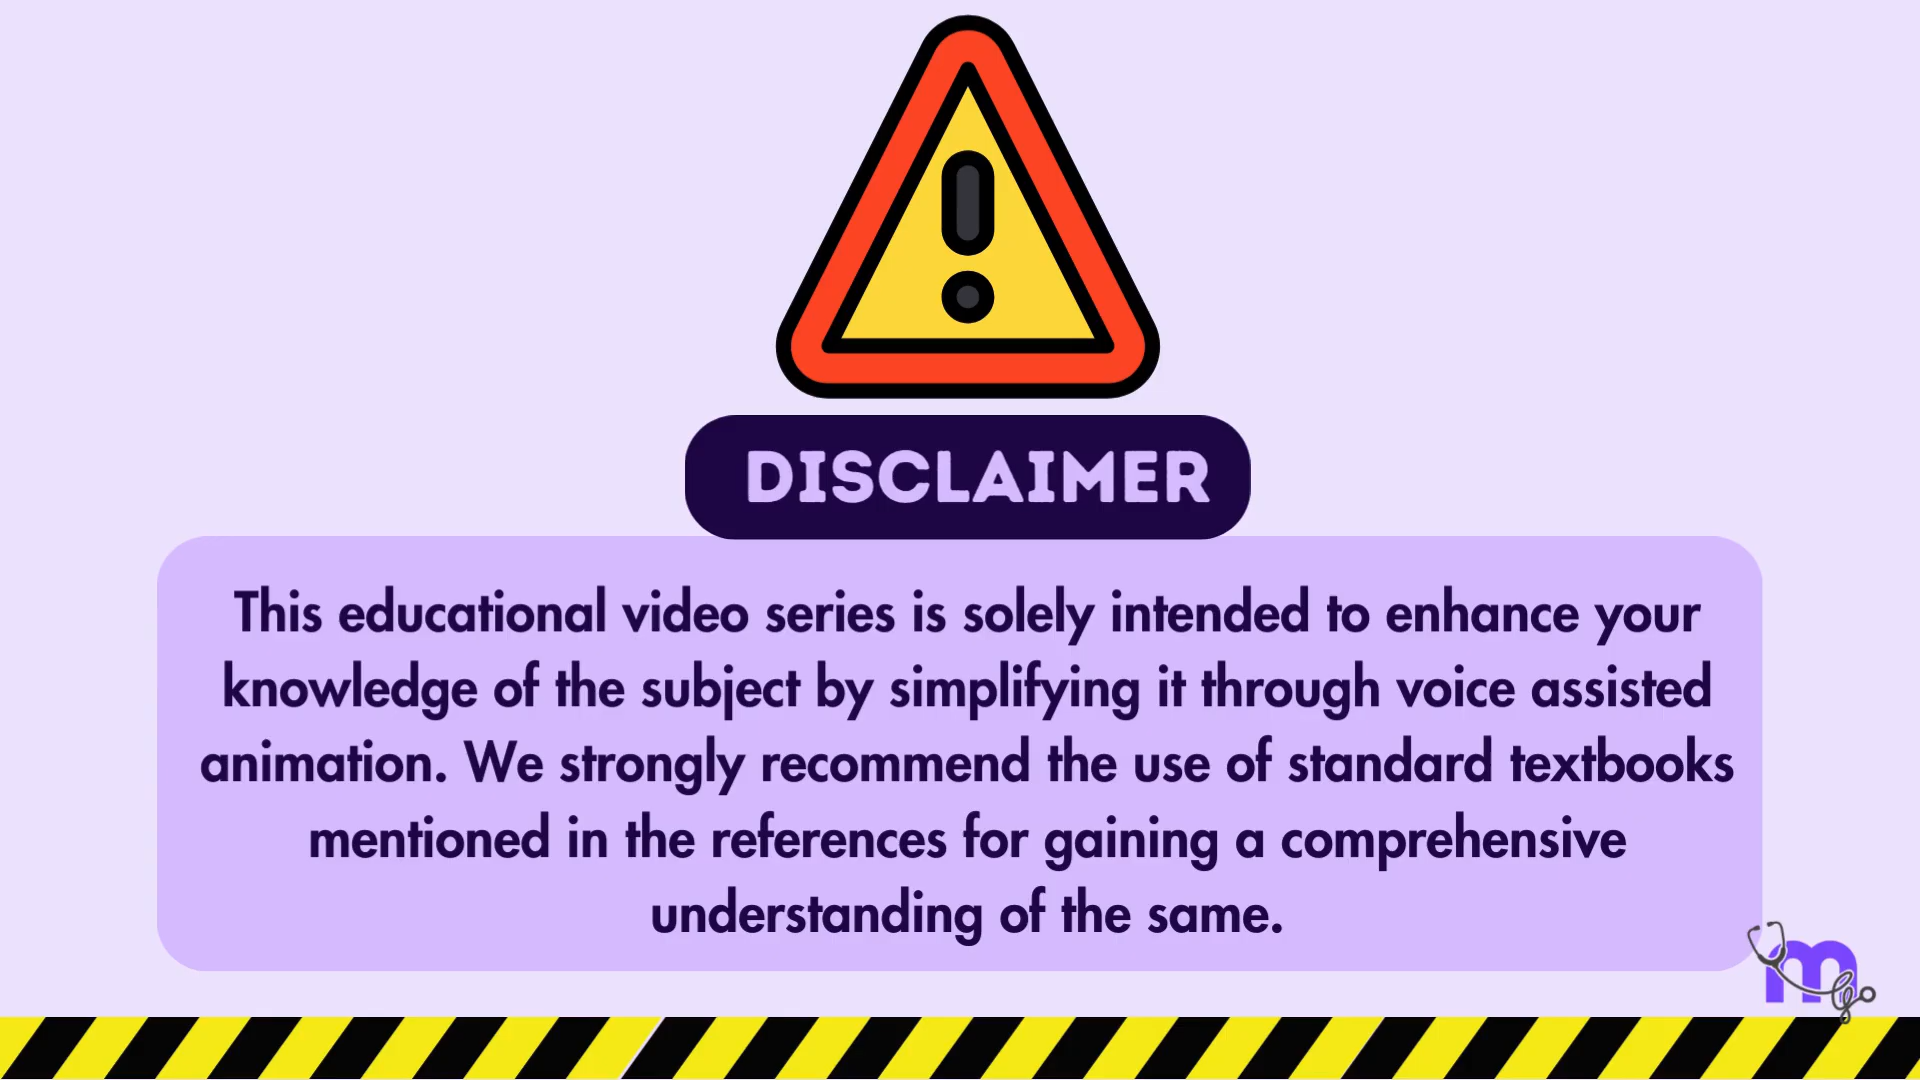 DISCLAIMER
This educational video series is solely intended to enhance your
knowledge of the subject by simplifying it through voice assisted
animation. We strongly recommend the use of standard textbooks
mentioned in the references for gaining a comprehensive
understanding of the same.
m
go